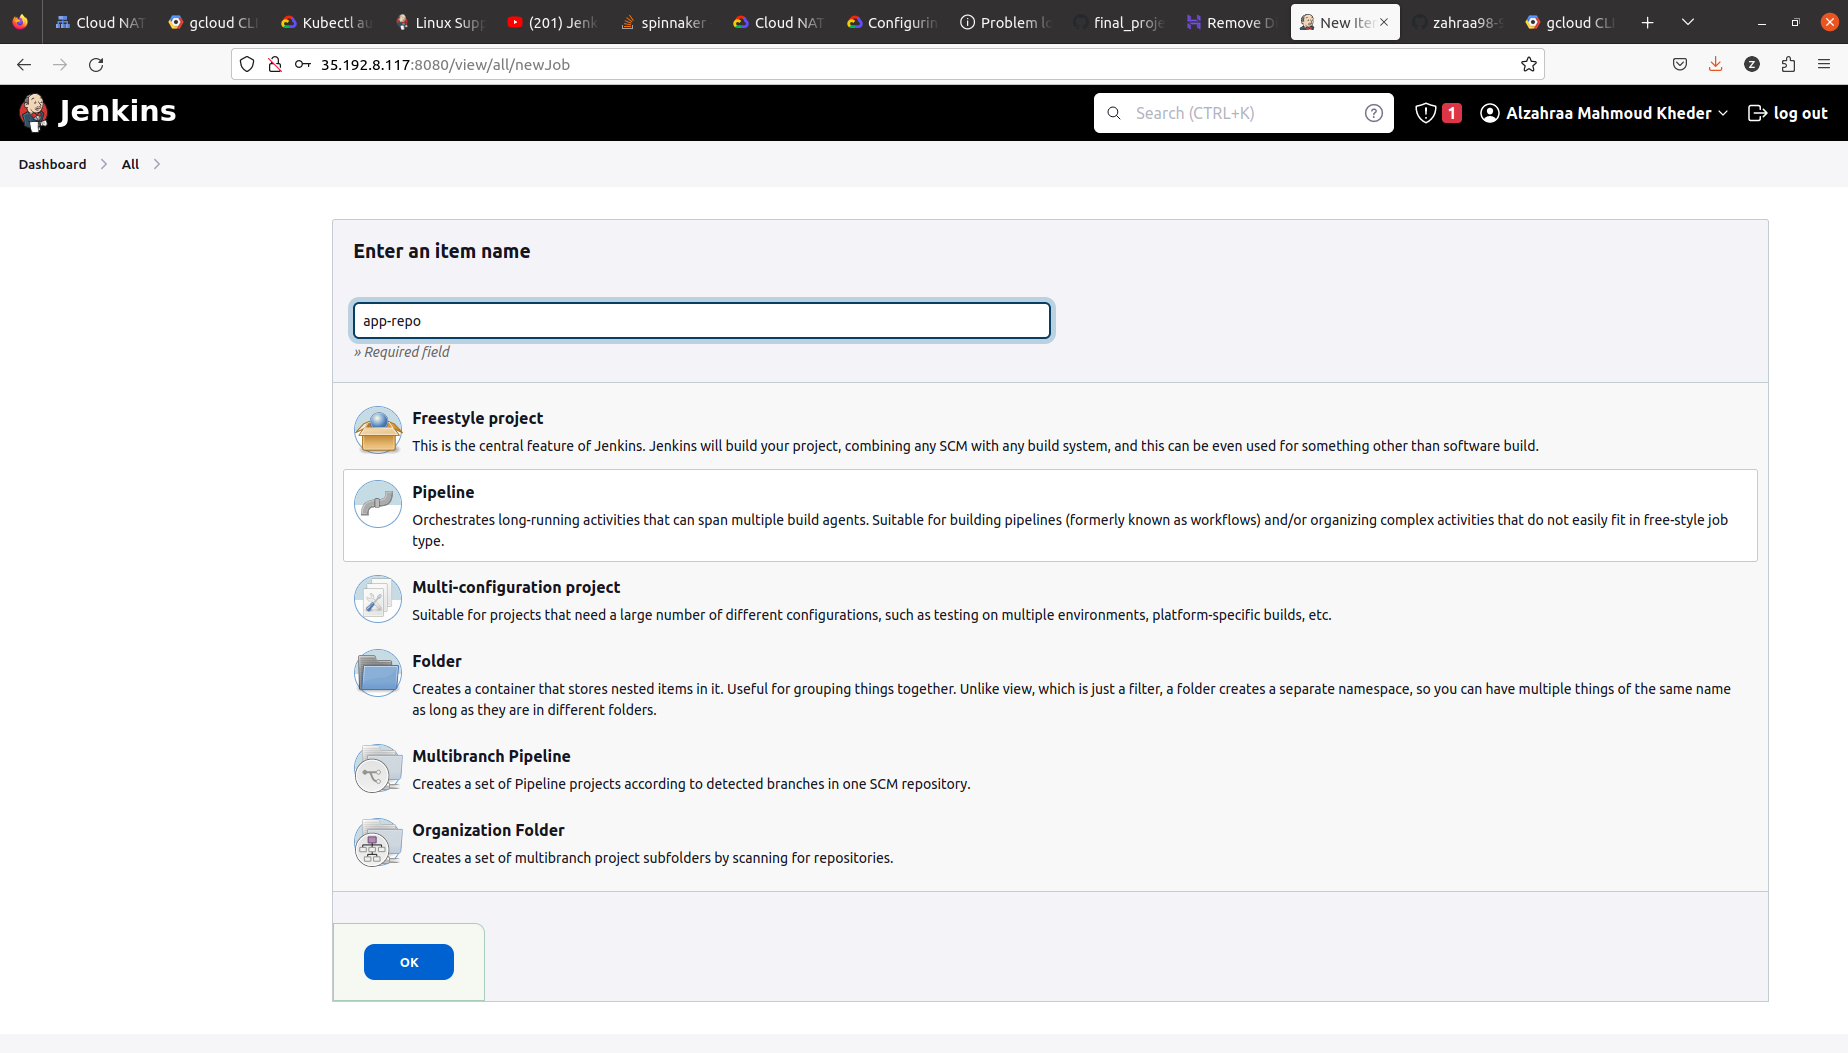 Cloud NAT
gcloud CLI
Kubectl au
Linux Supp
(201) Jenk
spinnaker
Cloud NAT
Configurin
Problem lo
final_proje
Remove Di
New Iter
zahraa98-9
gcloud CLI
35.192.8.117:8080/view/all/newJob
Z
Jenkins
Search (CTRL+K)
?
1
Alzahraa Mahmoud Kheder
log out
Dashboard
All
Enter an item name
app-repo
» Required field
Freestyle project
This is the central feature of Jenkins. Jenkins will build your project, combining any SCM with any build system, and this can be even used for something other than software build.
Pipeline
Orchestrates long-running activities that can span multiple build agents. Suitable for building pipelines (formerly known as workflows) and/or organizing complex activities that do not easily fit in free-style job
type.
Multi-configuration project
Suitable for projects that need a large number of different configurations, such as testing on multiple environments, platform-specific builds, etc.
Folder
Creates a container that stores nested items in it. Useful for grouping things together. Unlike view, which is just a filter, a folder creates a separate namespace, so you can have multiple things of the same name
as long as they are in different folders.
Multibranch Pipeline
Creates a set of Pipeline projects according to detected branches in one SCM repository.
Organization Folder
Creates a set of multibranch project subfolders by scanning for repositories.
OK